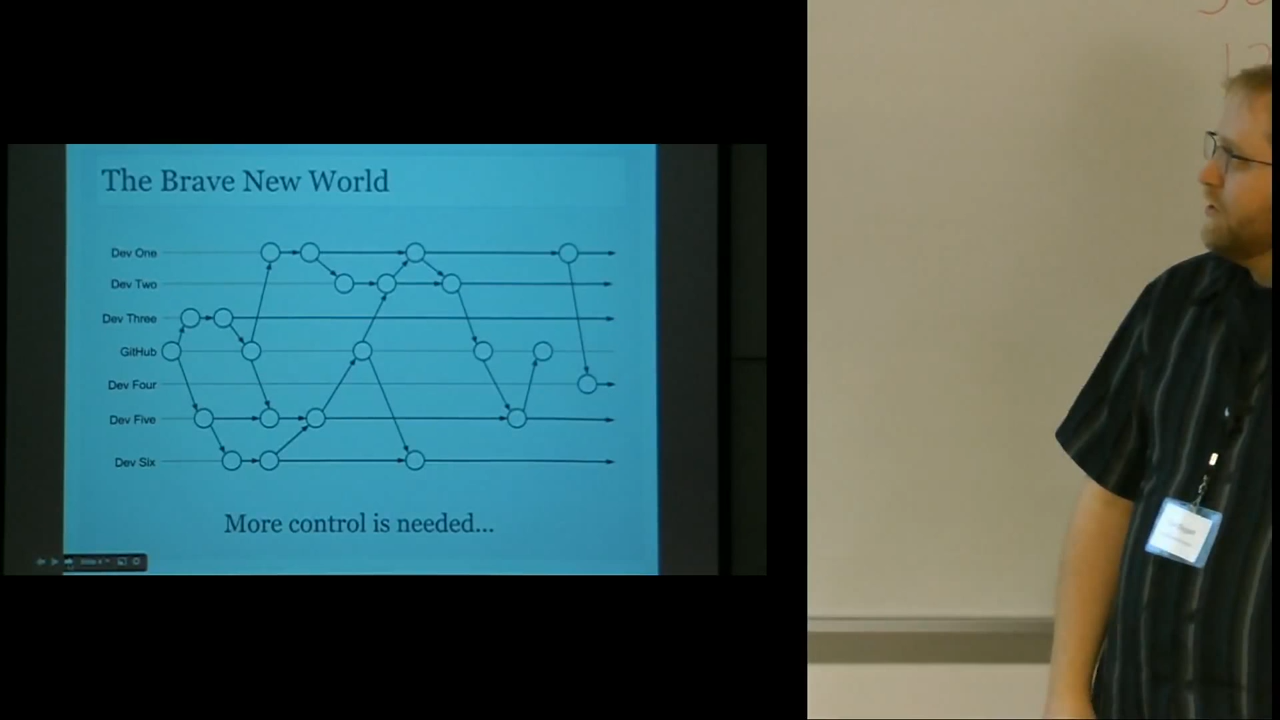 The Brave New World
Dev One
Dev Two
Dev Three
GitHub
Dev Four
Dev Five
Dev Six
More control is needed...